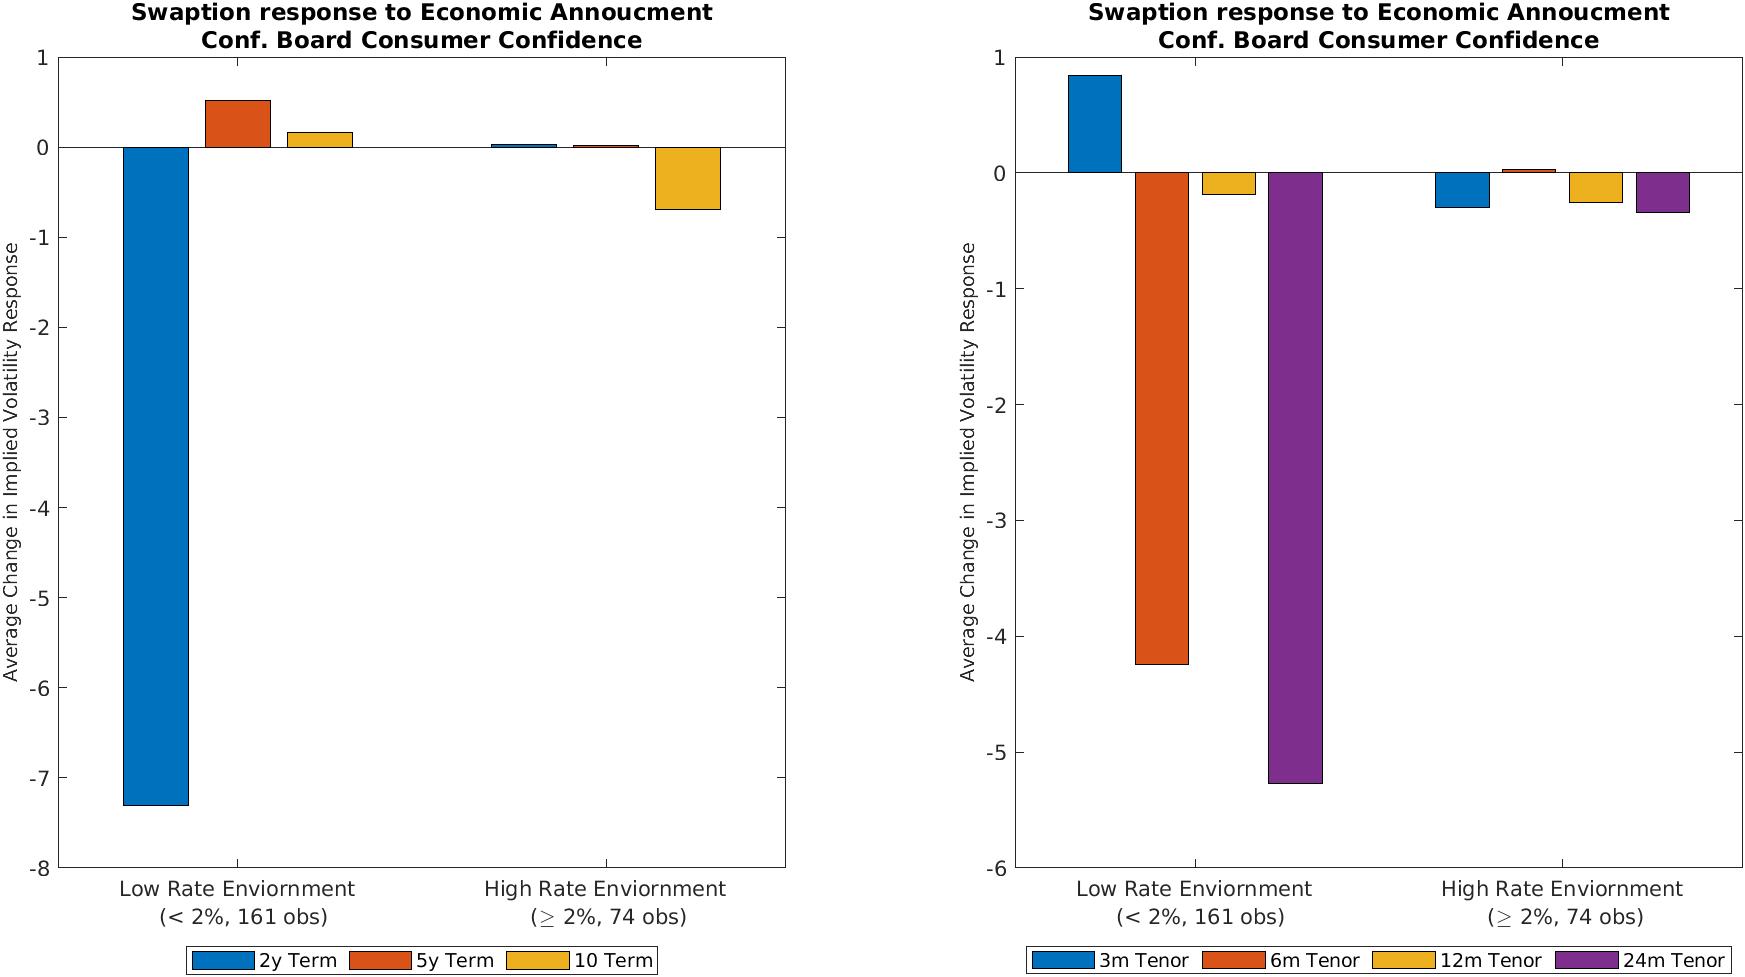 Swaption response to Economic Annoucment
Conf. Board Consumer Confidence
1
0
-1
-2
-3
-4
-5
-6
-7
-8
Average Change in Implied Volatility Response
Low Rate Enviornment
(< 2%, 161 obs)
High Rate Enviornment
(≥ 2%, 74 obs)
2y Term
5y Term
10 Term
Swaption response to Economic Annoucment
Conf. Board Consumer Confidence
1
0
-1
-2
-3
-4
-5
-6
Average Change in Implied Volatility Response
Low Rate Enviornment
(< 2%, 161 obs)
High Rate Enviornment
(≥ 2%, 74 obs)
3m Tenor
6m Tenor
12m Tenor
24m Tenor